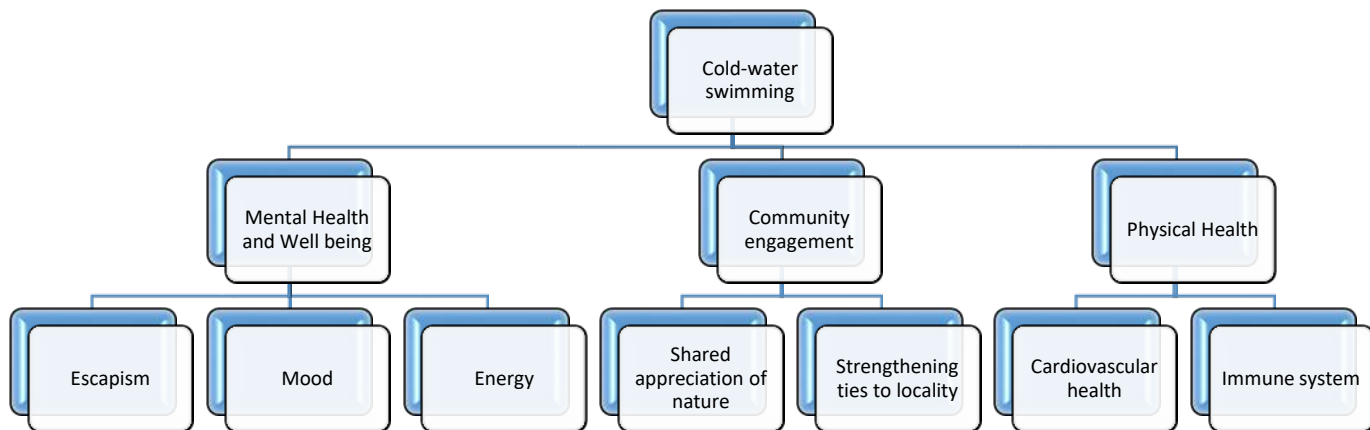 Cold-water
swimming
Mental Health
and Well being
Community
engagement
Physical Health
Escapism
Mood
Energy
Shared
appreciation of
nature
Strengthening
ties to locality
Cardiovascular
health
Immune system